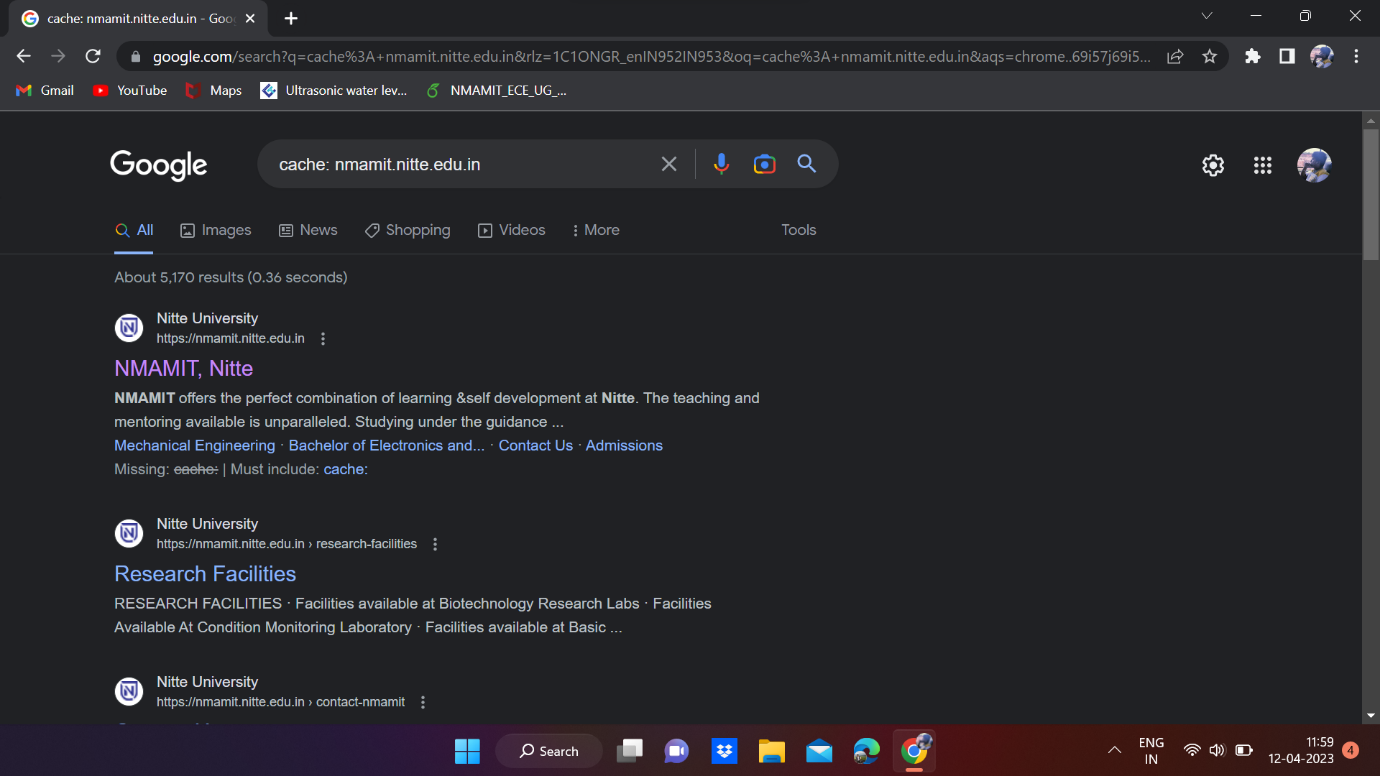 cache: nmamit.nitte.edu.in - Goo
google.com/search?q=cache%3A+nmamit.nitte.edu.in&rlz=1C1ONGR_enIN952IN953&oq=cache%3A+nmamit.nitte.edu.in&aqs=chrome..69i57j69i5...
Gmail YouTube Maps Ultrasonic water lev... NMAMIT_ECE_UG_...
Google cache: nmamit.nitte.edu.in
All Images News Shopping Videos More Tools
About 5,170 results (0.36 seconds)
Nitte University
https://nmamit.nitte.edu.in
NMAMIT, Nitte
NMAMIT offers the perfect combination of learning &self development at Nitte. The teaching and
mentoring available is unparalleled. Studying under the guidance ...
Mechanical Engineering · Bachelor of Electronics and... · Contact Us · Admissions
Missing: cache: | Must include: cache:
Nitte University
https://nmamit.nitte.edu.in › research-facilities
Research Facilities
RESEARCH FACILITIES · Facilities available at Biotechnology Research Labs · Facilities
Available At Condition Monitoring Laboratory · Facilities available at Basic ...
Nitte University
https://nmamit.nitte.edu.in › contact-nmamit
Search
ENG
IN
11:59
12-04-2023
4